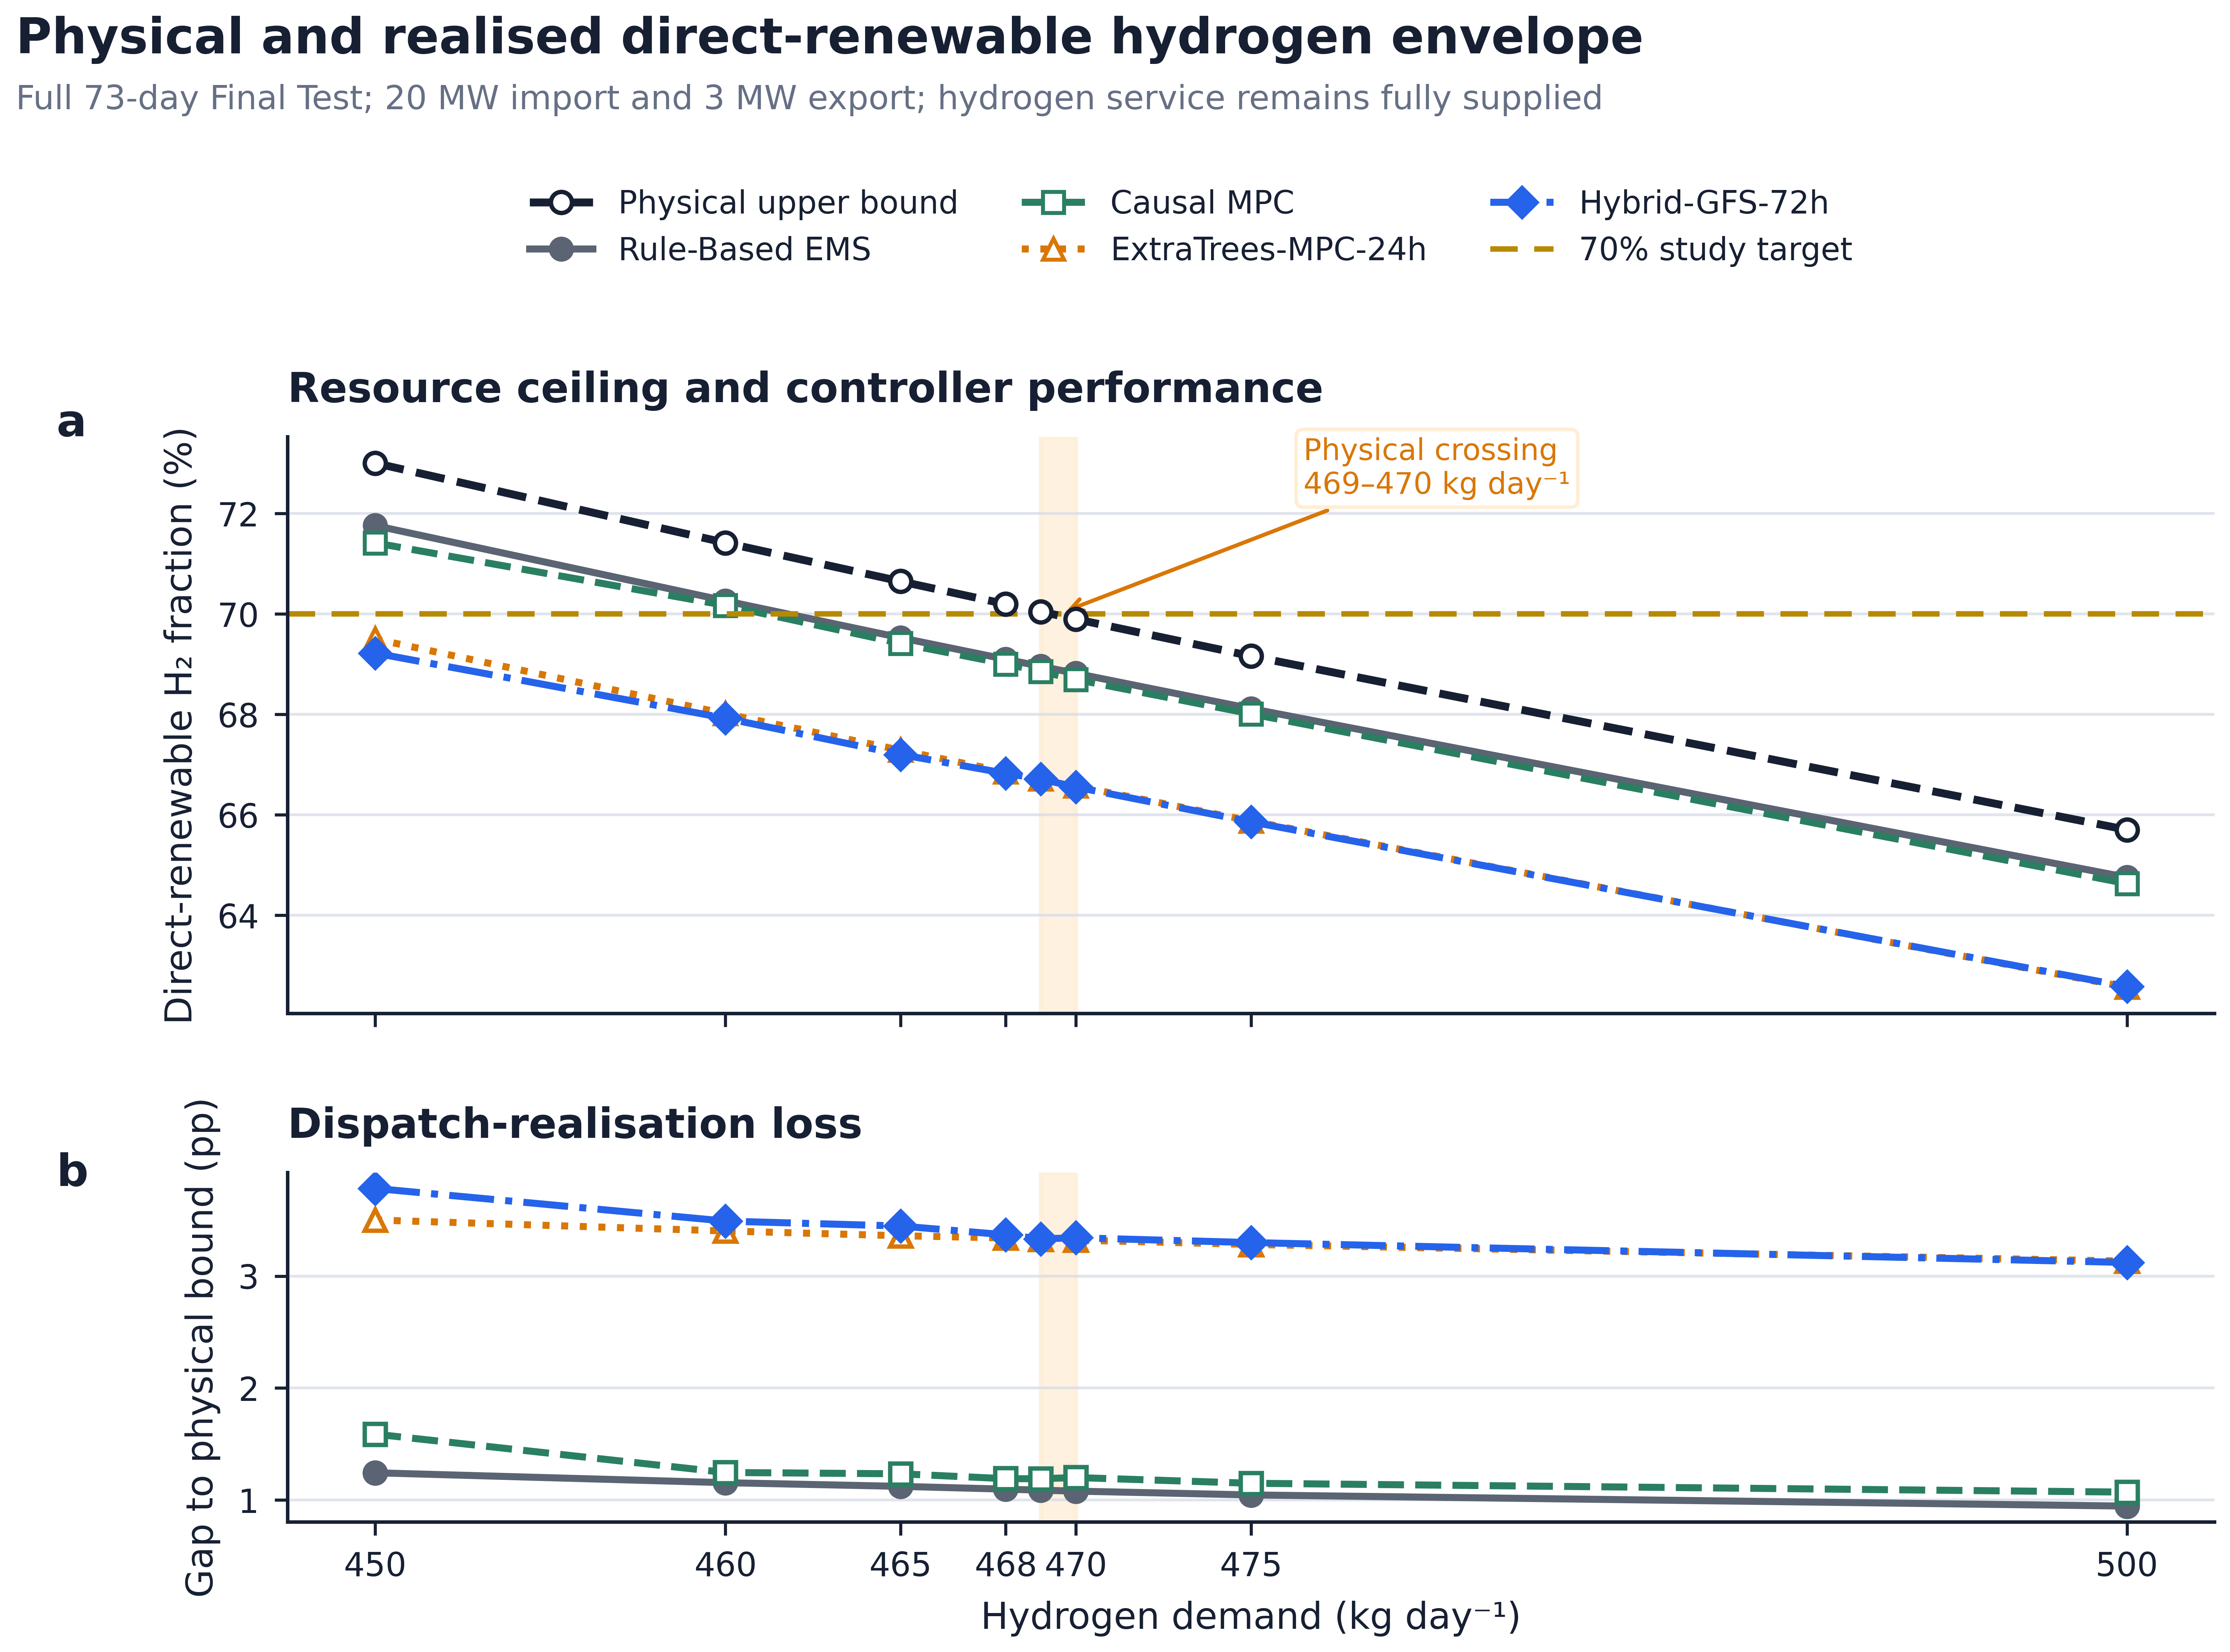 Physical and realised direct-renewable hydrogen envelope
Full 73-day Final Test; 20 MW import and 3 MW export; hydrogen service remains fully supplied
Physical upper bound
Rule-Based EMS
Causal MPC
ExtraTrees-MPC-24h
Hybrid-GFS-72h
70% study target
a
Resource ceiling and controller performance
Direct-renewable H₂ fraction (%)
72
70
68
66
64
Physical crossing
469–470 kg day⁻¹
b
Dispatch-realisation loss
Gap to physical bound (pp)
3
2
1
450 460 465 468 470 475 500
Hydrogen demand (kg day⁻¹)